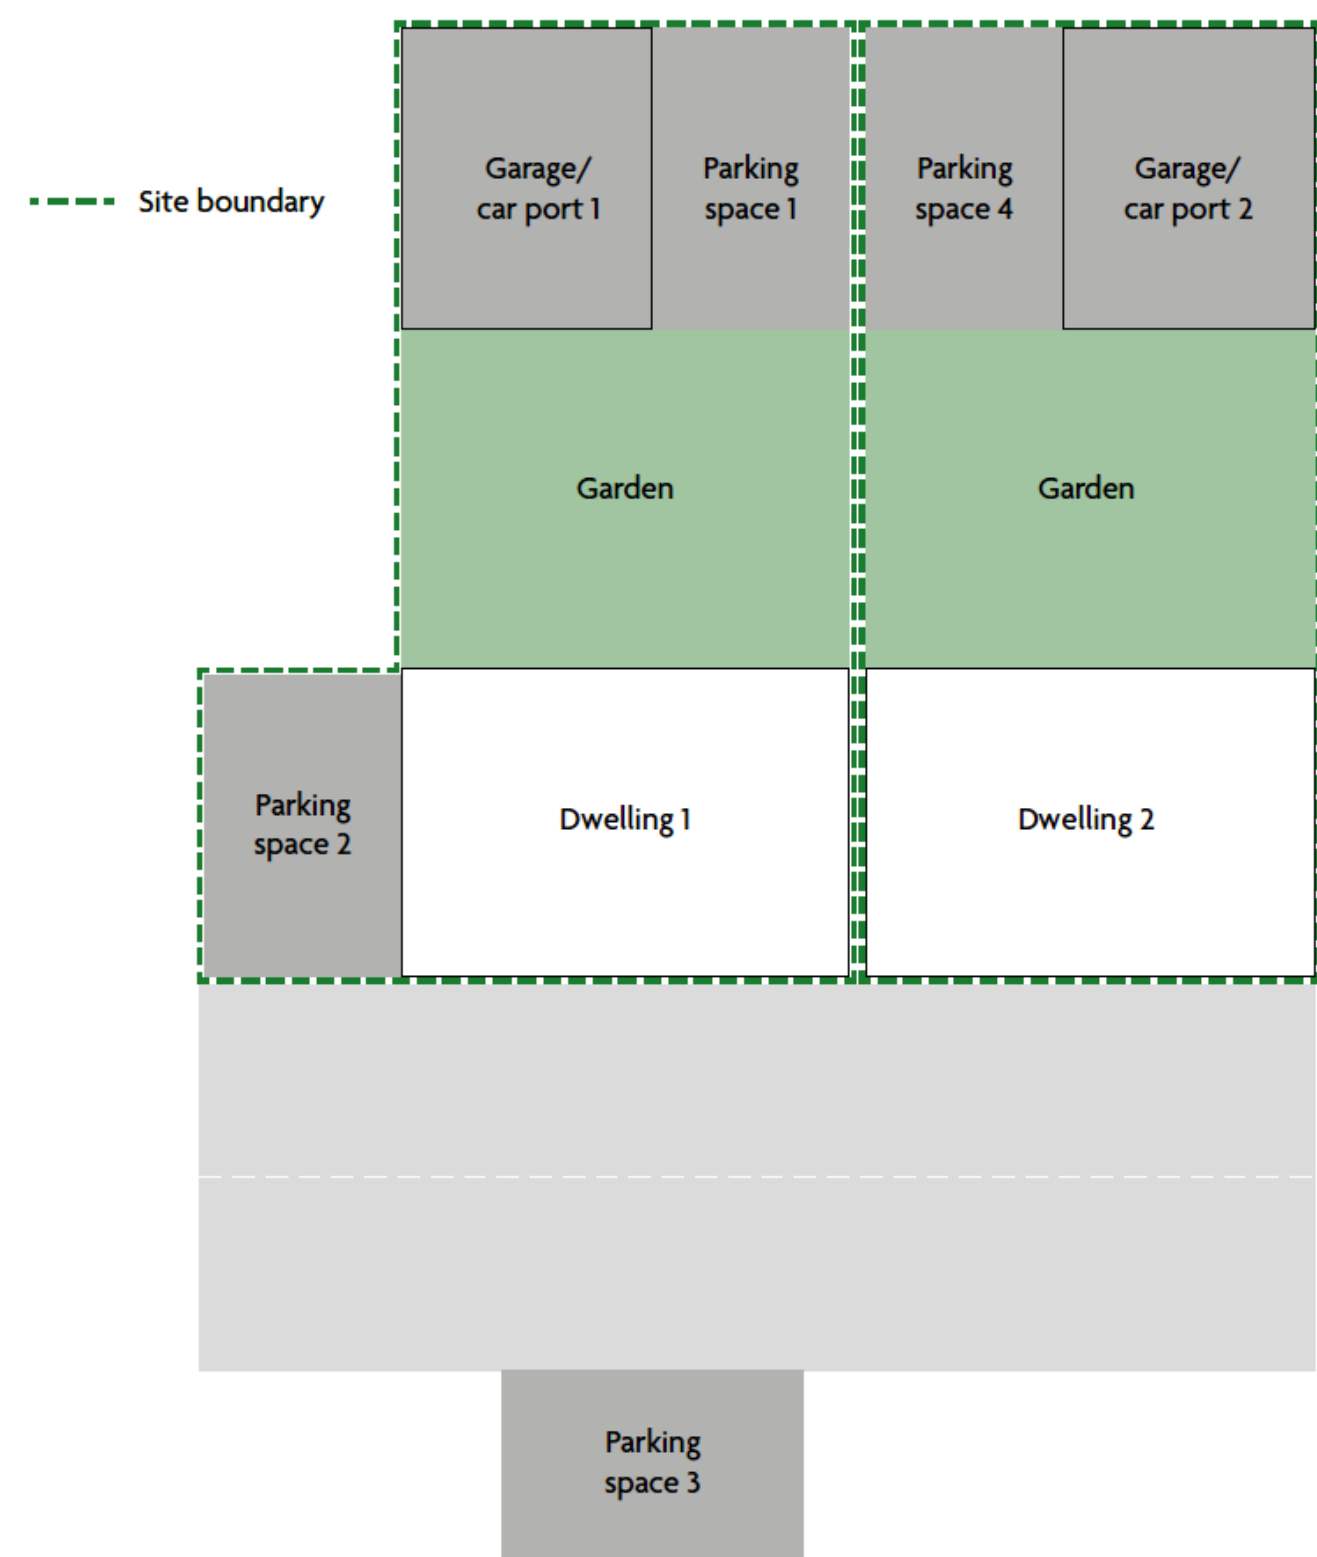 Site boundary
Garage/
car port 1
Parking
space 1
Parking
space 4
Garage/
car port 2
Garden
Garden
Parking
space 2
Dwelling 1
Dwelling 2
Parking
space 3